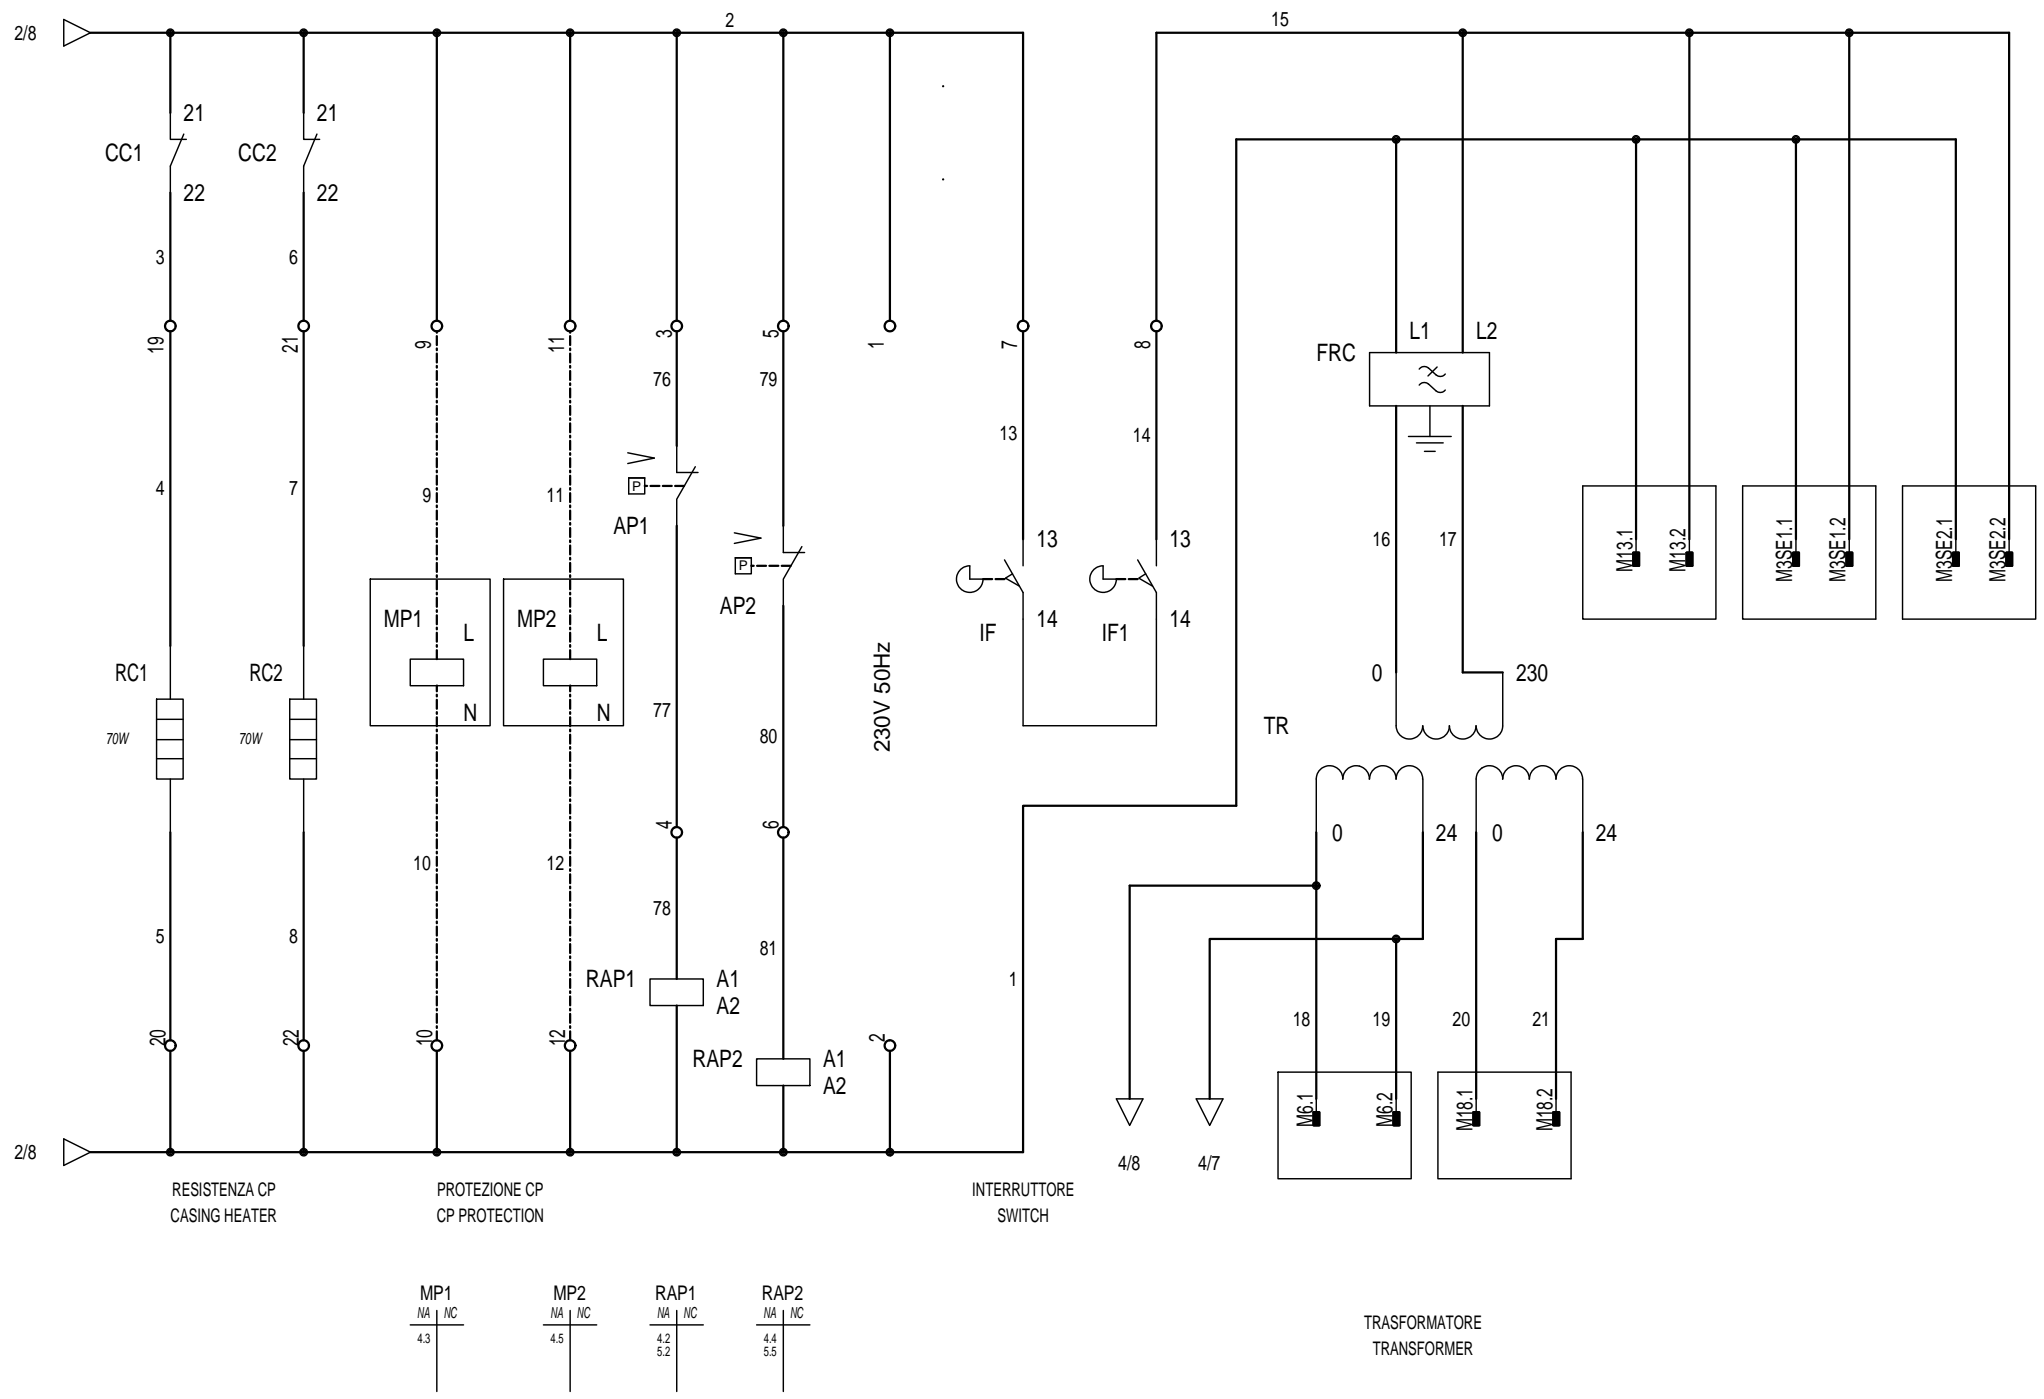 2/8
2
15
21
CC1
22
3
19
4
RC1
70W
5
20
21
CC2
22
6
21
7
RC2
70W
8
22
9
9
MP1
L
N
10
10
11
11
MP2
L
N
12
12
3
76
P
AP1
77
4
78
RAP1
A1
A2
5
79
P
AP2
80
6
81
RAP2
A1
A2
1
230V 50Hz
2
7
13
13
IF
14
1
8
14
13
IF1
14
FRC
L1
L2
16
17
0
230
TR
0
24
0
24
18
19
20
21
M6.1
M6.2
M18.1
M18.2
4/8
4/7
M13.1
M13.2
M3SE1.1
M3SE1.2
M3SE2.1
M3SE2.2
2/8
RESISTENZA CP
CASING HEATER
PROTEZIONE CP
CP PROTECTION
INTERRUTTORE
SWITCH
MP1
NA NC
4.3
MP2
NA NC
4.5
RAP1
NA NC
4.2
5.2
RAP2
NA NC
4.4
5.5
TRASFORMATORE
TRANSFORMER